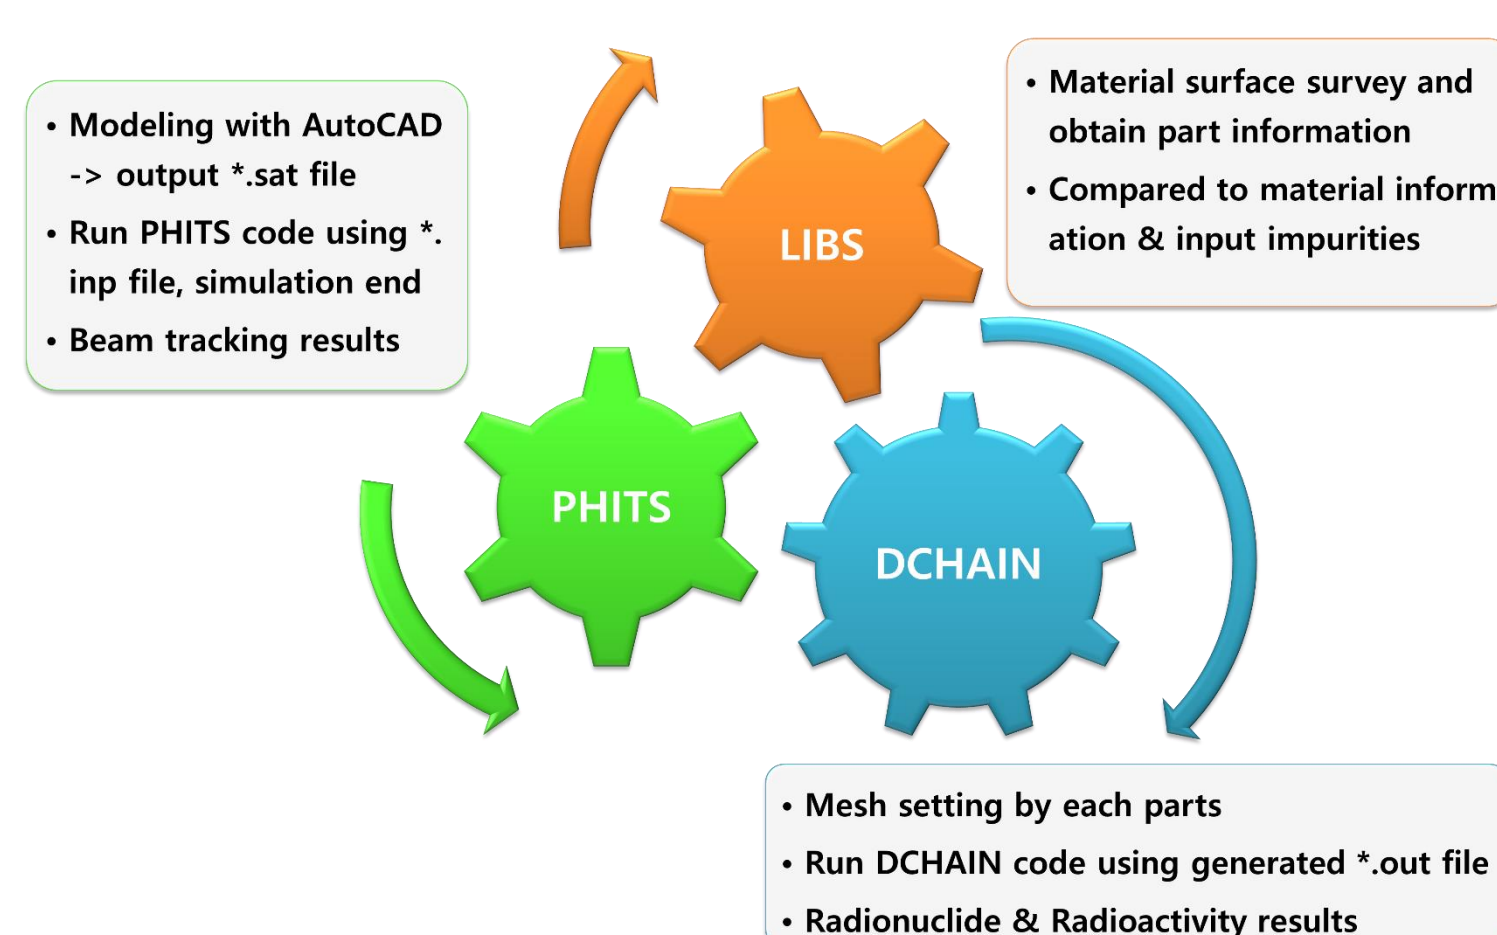 • Modeling with AutoCAD
-> output *.sat file
• Run PHITS code using *.
inp file, simulation end
• Beam tracking results
LIBS
• Material surface survey and
obtain part information
• Compared to material inform
ation & input impurities
PHITS
DCHAIN
• Mesh setting by each parts
• Run DCHAIN code using generated *.out file
• Radionuclide & Radioactivity results